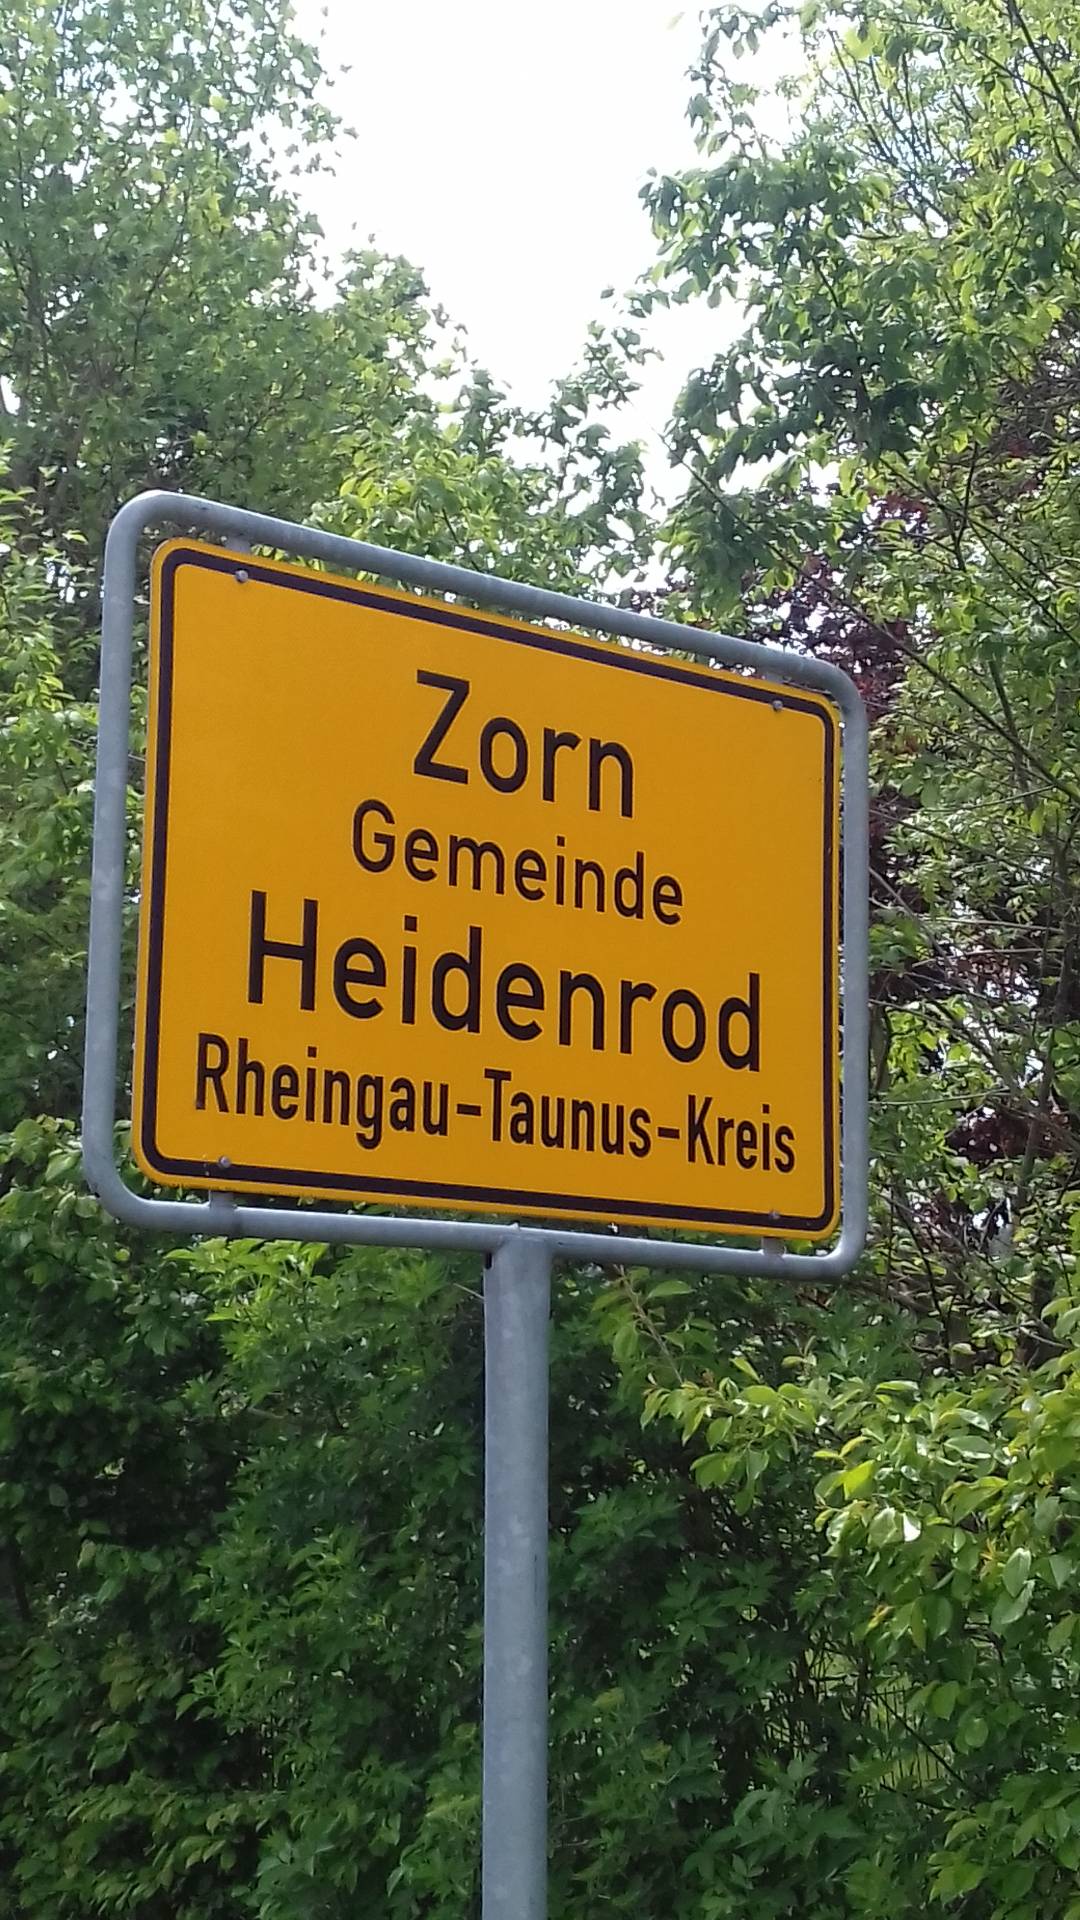 Zorn
Gemeinde
Heidenrod
Rheingau-Taunus-Kreis